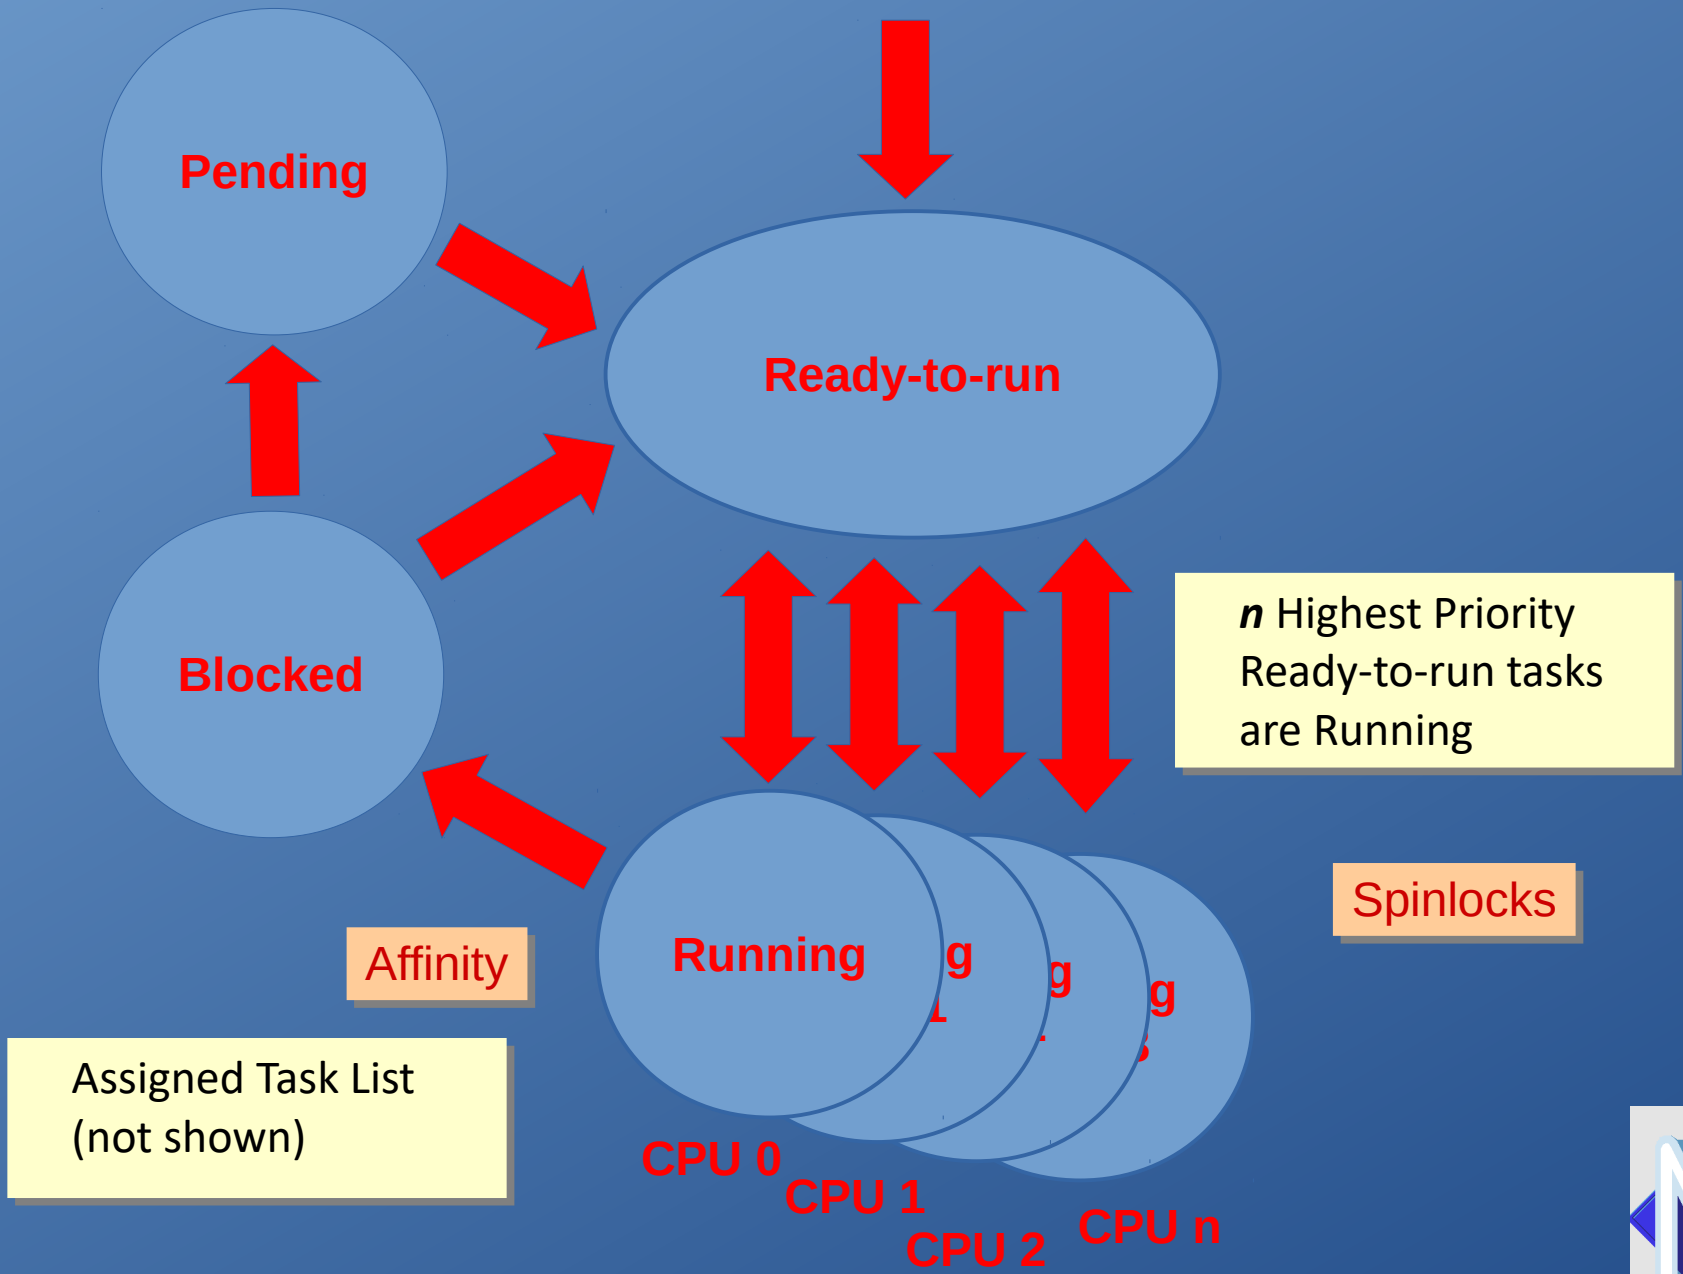 Pending
Ready-to-run
n Highest Priority
Ready-to-run tasks
are Running
Blocked
Spinlocks
Affinity
Running
g
1
g
g
Assigned Task List
(not shown)
CPU 0
CPU 1
CPU 2
CPU n